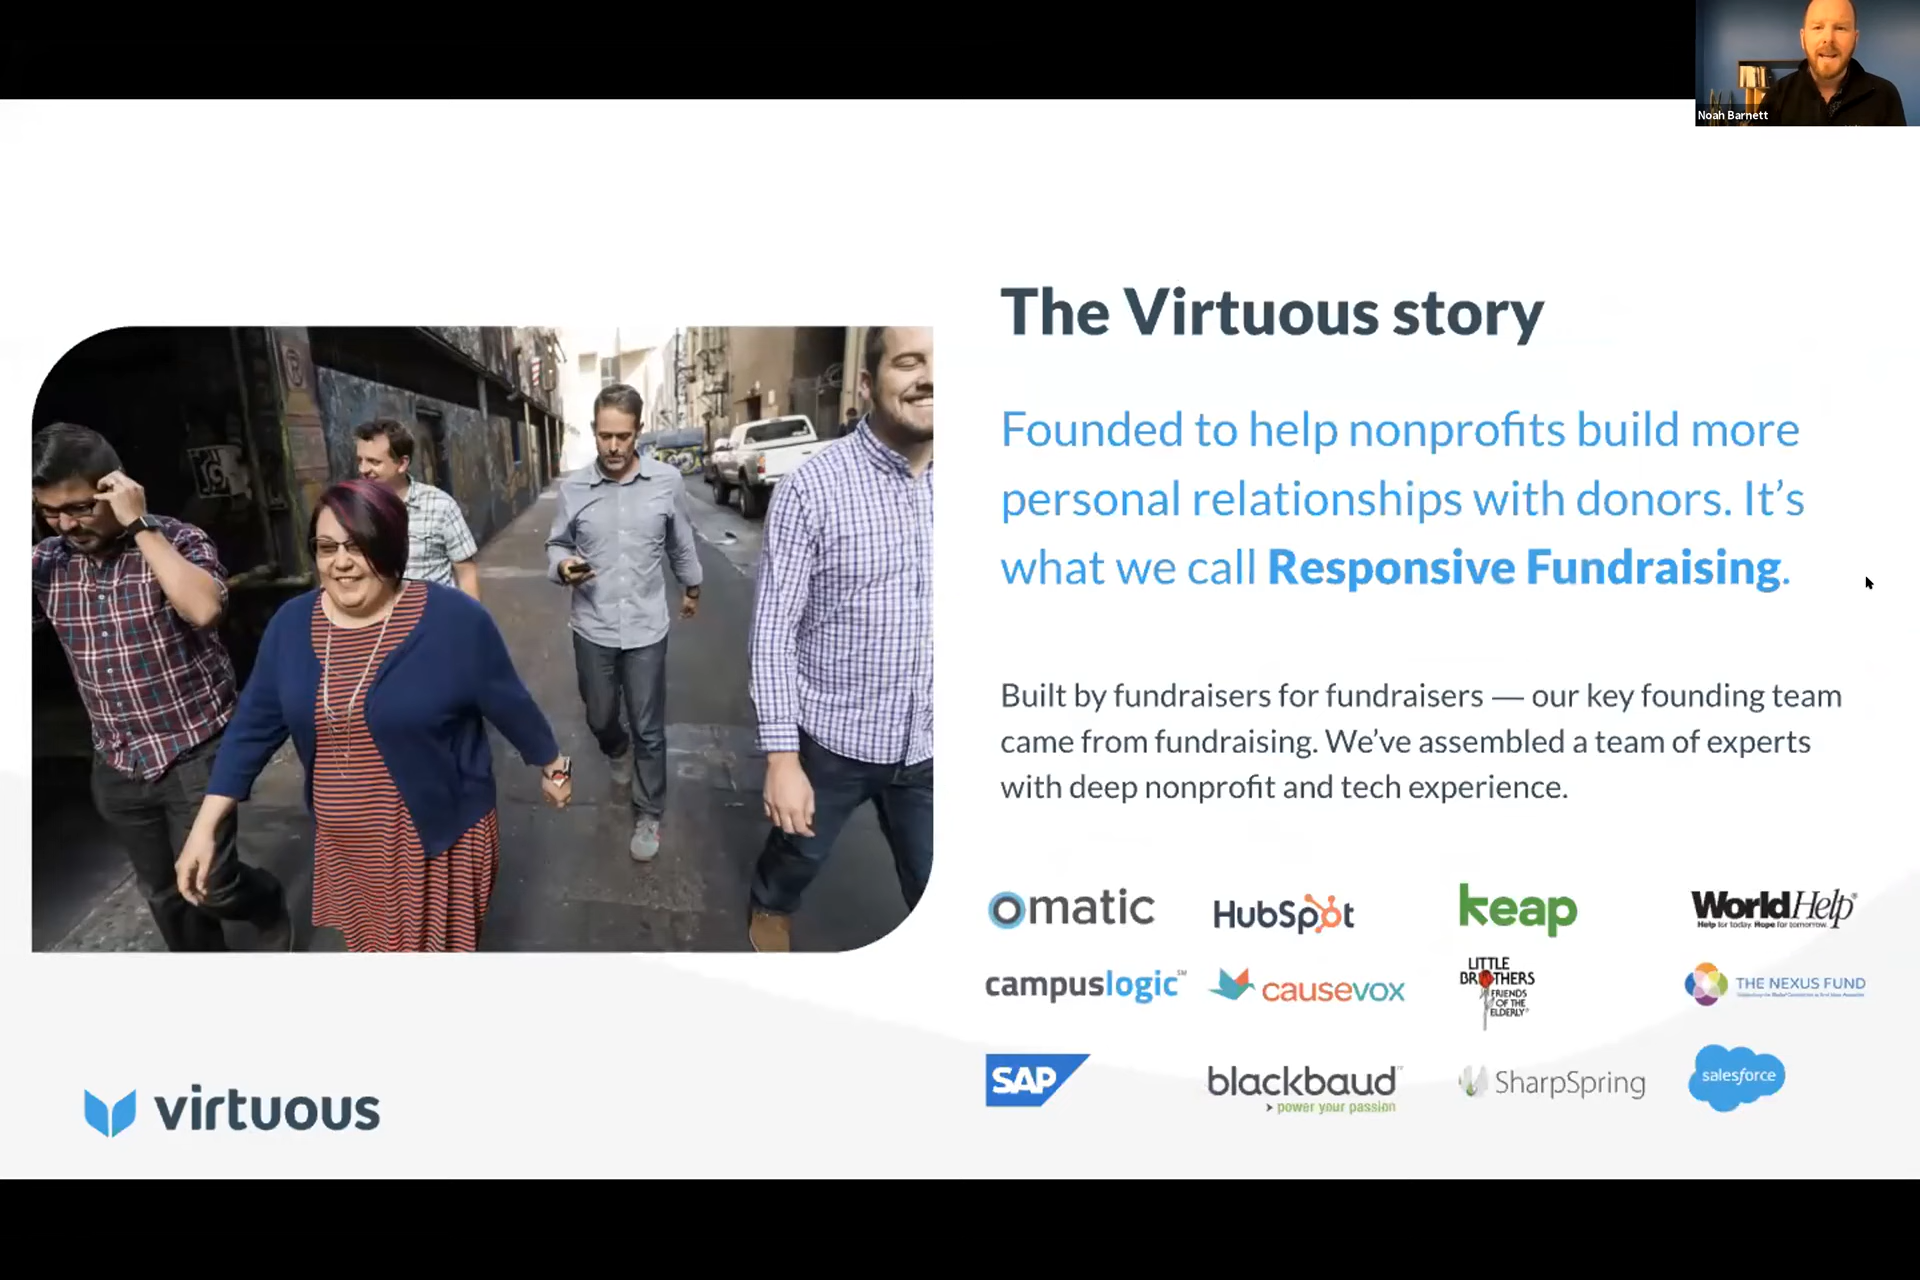 Noah Barnett
The Virtuous story
Founded to help nonprofits build more
personal relationships with donors. It's
what we call Responsive Fundraising.
Built by fundraisers for fundraisers — our key founding team
came from fundraising. We've assembled a team of experts
with deep nonprofit and tech experience.
omatic
HubSpot
keap
World Help
Help for today. Hope for tomorrow.
campuslogic℠
causevox
LITTLE
BROTHERS
FRIENDS
OF THE
ELDERLY
THE NEXUS FUND
SAP
blackbaud
power your passion
SharpSpring
salesforce
virtuous